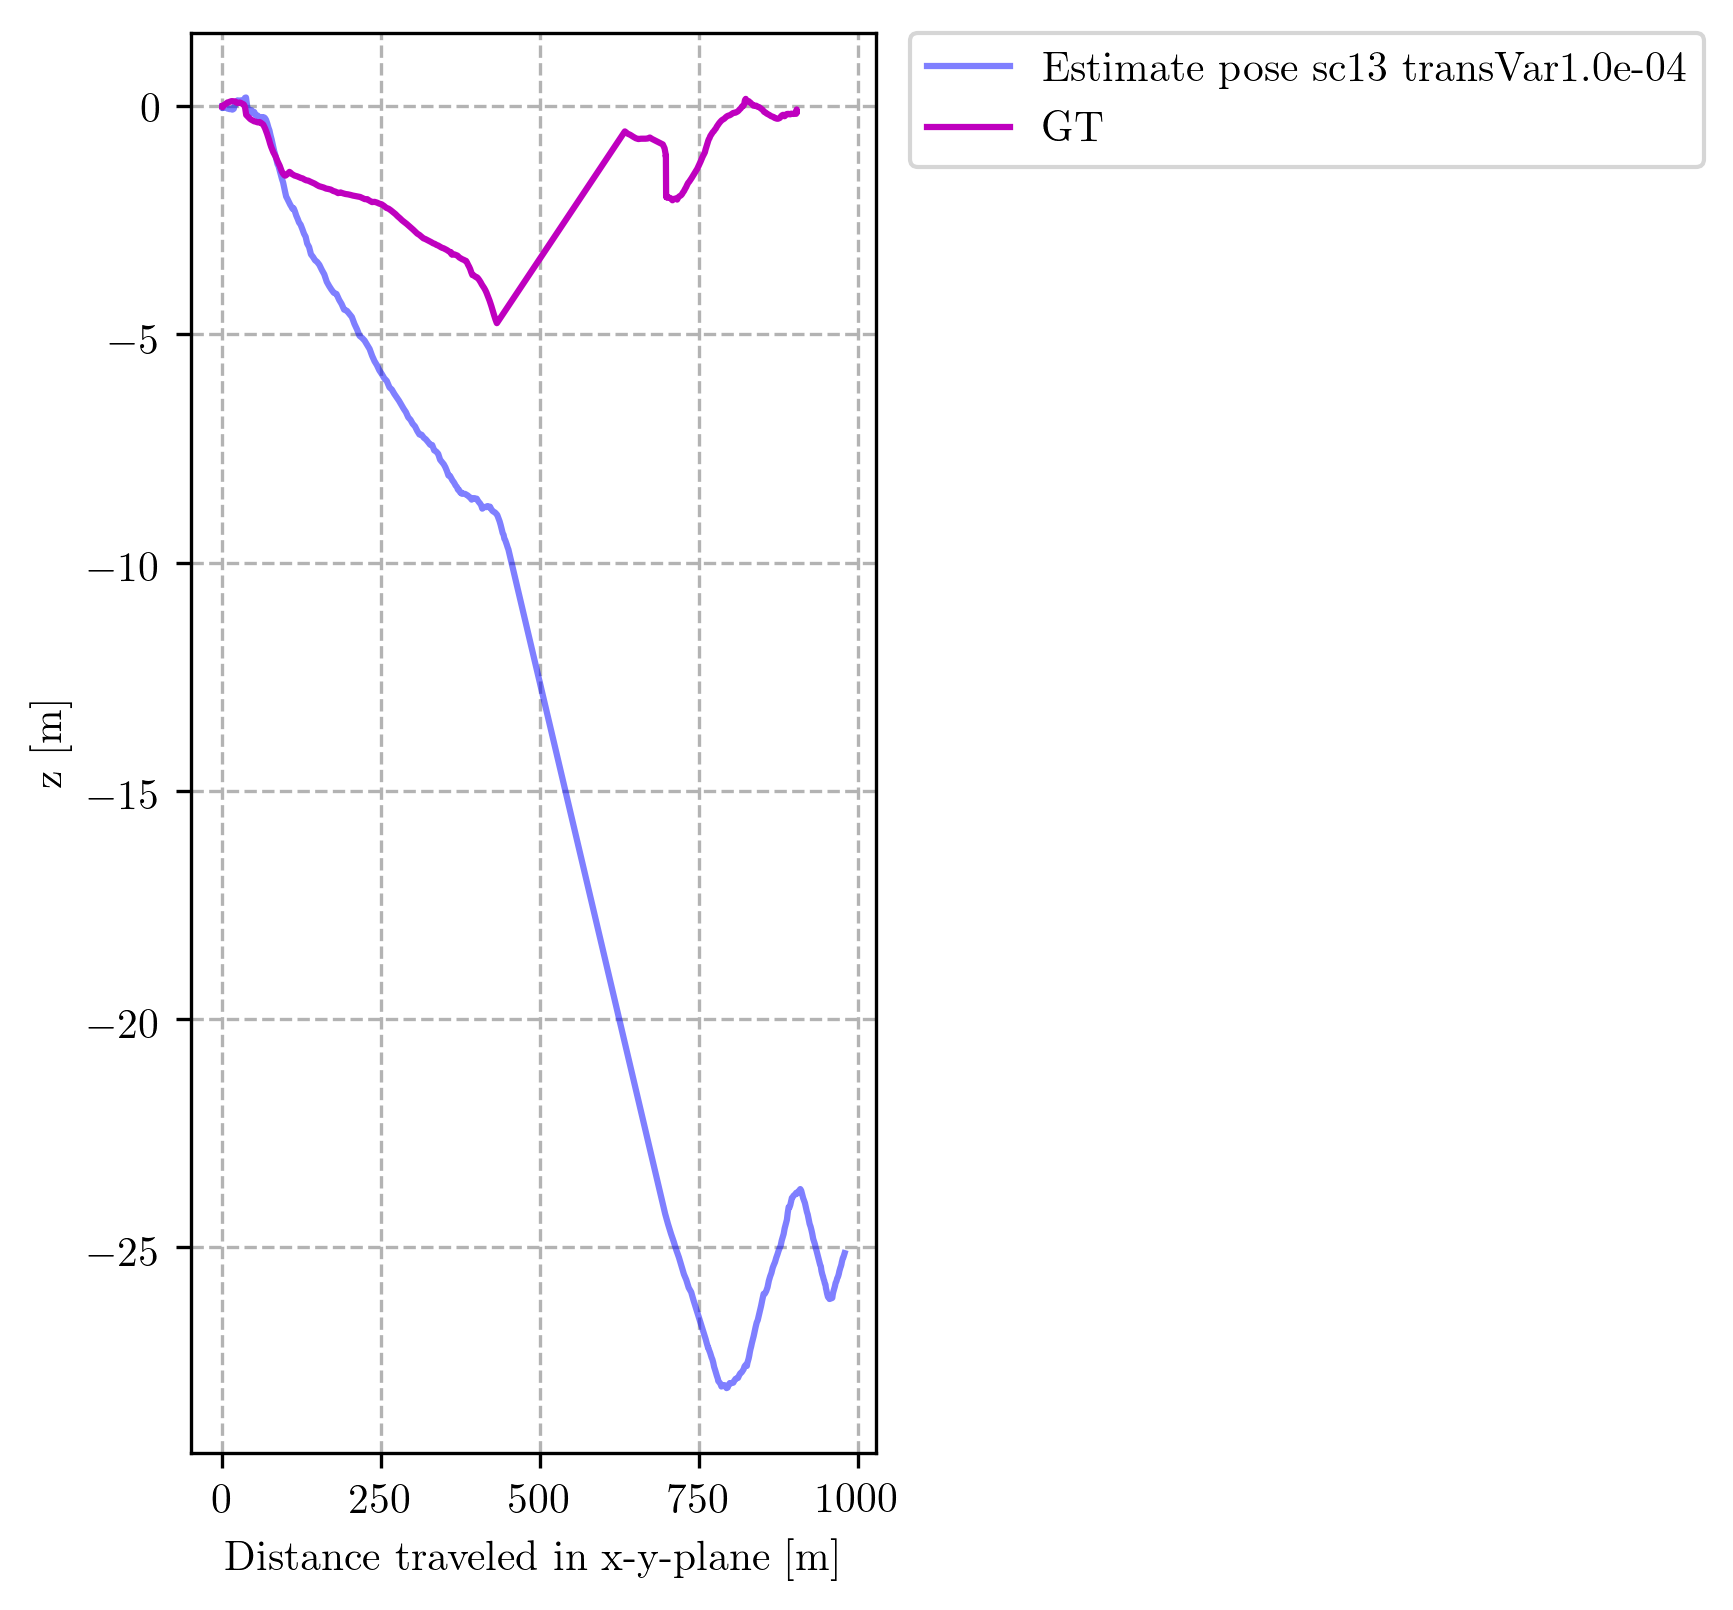 Estimate pose sc13 transVar1.0e-04
GT
0
−5
−10
−15
−20
−25
z [m]
0 250 500 750 1000
Distance traveled in x-y-plane [m]